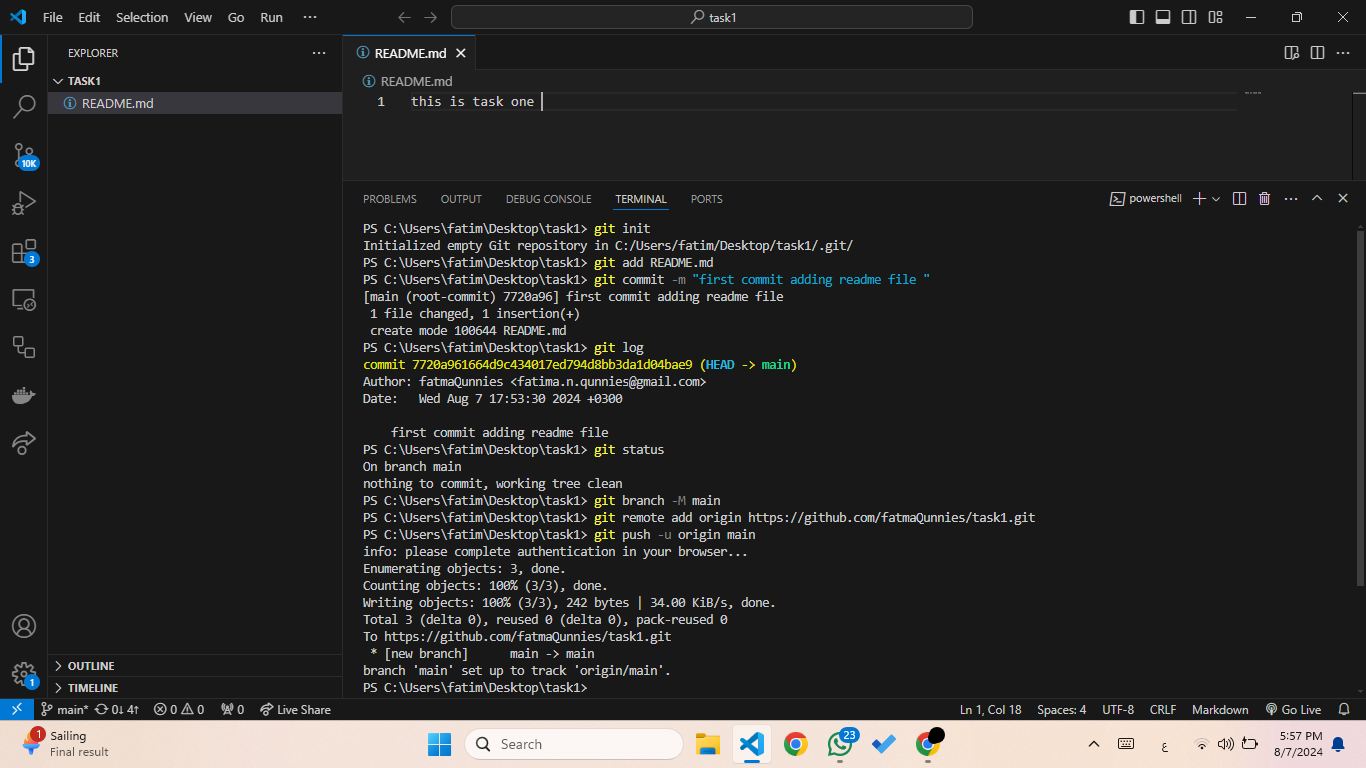 File Edit Selection View Go Run ···
task1
EXPLORER ···
README.md
TASK1
README.md
README.md
1 this is task one
10K
3
PROBLEMS OUTPUT DEBUG CONSOLE TERMINAL PORTS
powershell
PS C:\Users\fatim\Desktop\task1> git init
Initialized empty Git repository in C:/Users/fatim/Desktop/task1/.git/
PS C:\Users\fatim\Desktop\task1> git add README.md
PS C:\Users\fatim\Desktop\task1> git commit -m "first commit adding readme file "
[main (root-commit) 7720a96] first commit adding readme file
 1 file changed, 1 insertion(+)
 create mode 100644 README.md
PS C:\Users\fatim\Desktop\task1> git log
commit 7720a961664d9c434017ed794d8bb3da1d04bae9 (HEAD -> main)
Author: fatmaQunnies <fatima.n.qunnies@gmail.com>
Date:   Wed Aug 7 17:53:30 2024 +0300
    first commit adding readme file
PS C:\Users\fatim\Desktop\task1> git status
On branch main
nothing to commit, working tree clean
PS C:\Users\fatim\Desktop\task1> git branch -M main
PS C:\Users\fatim\Desktop\task1> git remote add origin https://github.com/fatmaQunnies/task1.git
PS C:\Users\fatim\Desktop\task1> git push -u origin main
info: please complete authentication in your browser...
Enumerating objects: 3, done.
Counting objects: 100% (3/3), done.
Writing objects: 100% (3/3), 242 bytes | 34.00 KiB/s, done.
Total 3 (delta 0), reused 0 (delta 0), pack-reused 0
To https://github.com/fatmaQunnies/task1.git
 * [new branch]      main -> main
branch 'main' set up to track 'origin/main'.
PS C:\Users\fatim\Desktop\task1>
OUTLINE
1
TIMELINE
main* 0↓ 4↑ 0 0 0 Live Share
Ln 1, Col 18 Spaces: 4 UTF-8 CRLF Markdown Go Live
1
Sailing
Final result
Search
23
ع
5:57 PM
8/7/2024